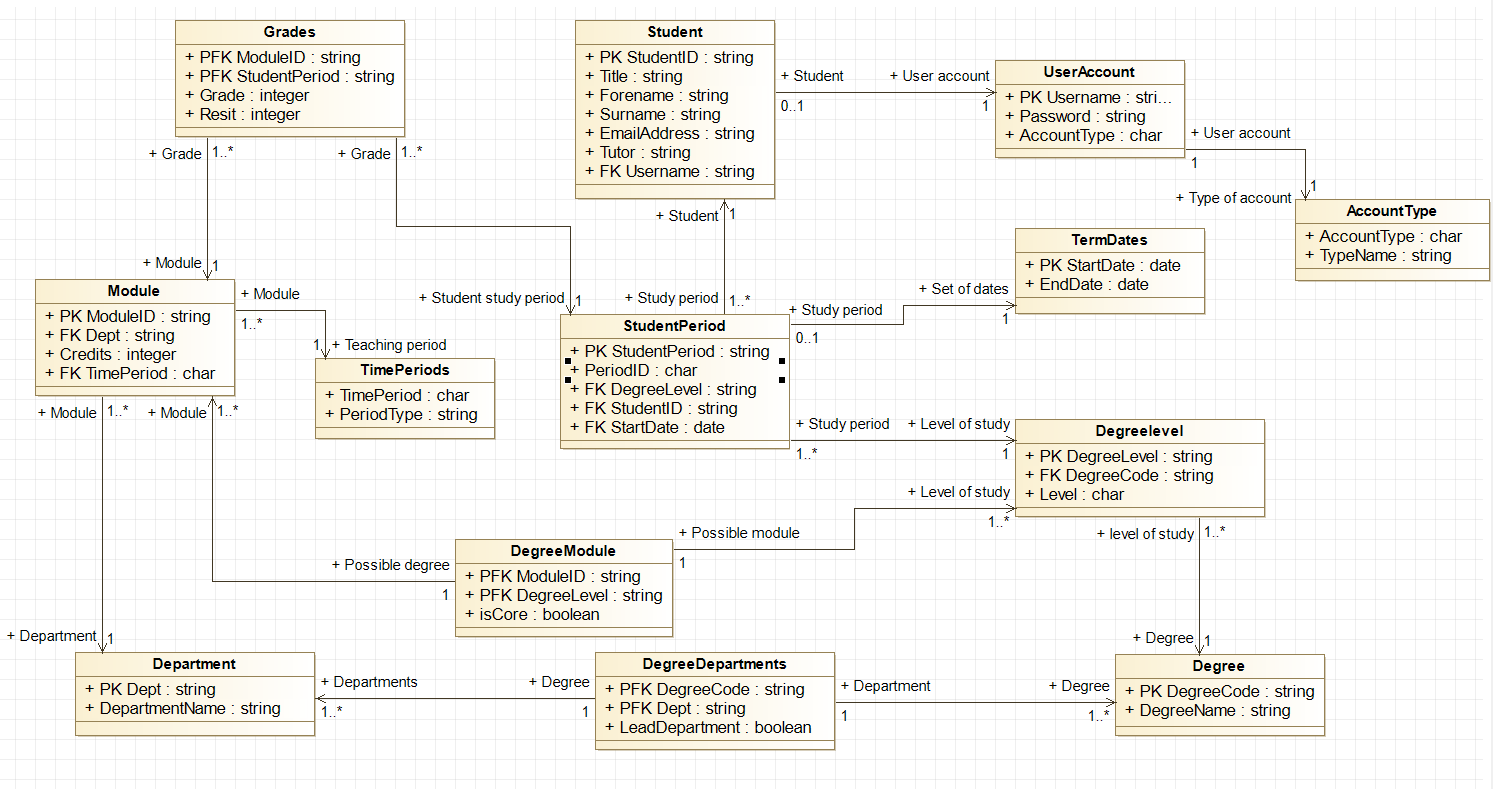 Grades
+ PFK ModuleID : string
+ PFK StudentPeriod : string
+ Grade : integer
+ Resit : integer
Student
+ PK StudentID : string
+ Title : string
+ Forename : string
+ Surname : string
+ EmailAddress : string
+ Tutor : string
+ FK Username : string
+ Student
+ User account
0..1
1
UserAccount
+ PK Username : stri...
+ Password : string
+ AccountType : char
+ User account
1
1
+ Type of account
AccountType
+ AccountType : char
+ TypeName : string
+ Grade
1..*
+ Grade
1..*
+ Student
1
+ Module
1
+ Student study period
1
+ Study period
1..*
TermDates
+ PK StartDate : date
+ EndDate : date
+ Set of dates
1
+ Study period
0..1
Module
+ PK ModuleID : string
+ FK Dept : string
+ Credits : integer
+ FK TimePeriod : char
+ Module
1..*
1
+ Teaching period
TimePeriods
+ TimePeriod : char
+ PeriodType : string
StudentPeriod
+ PK StudentPeriod : string
+ PeriodID : char
+ FK DegreeLevel : string
+ FK StudentID : string
+ FK StartDate : date
+ Study period
+ Level of study
1..*
1
Degreelevel
+ PK DegreeLevel : string
+ FK DegreeCode : string
+ Level : char
+ Module
1..*
+ Module
1..*
+ Level of study
1..*
+ Possible module
1
+ level of study
1..*
+ Possible degree
1
DegreeModule
+ PFK ModuleID : string
+ PFK DegreeLevel : string
+ isCore : boolean
+ Department
1
+ Degree
1
Department
+ PK Dept : string
+ DepartmentName : string
+ Departments
+ Degree
1..*
1
DegreeDepartments
+ PFK DegreeCode : string
+ PFK Dept : string
+ LeadDepartment : boolean
+ Department
+ Degree
1
1..*
Degree
+ PK DegreeCode : string
+ DegreeName : string